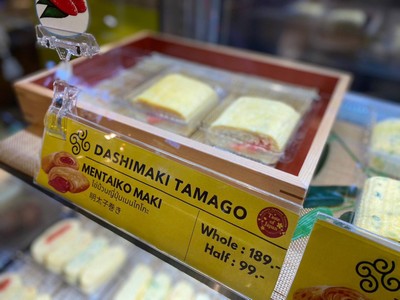 DASHIMAKI TAMAGO
MENTAIKO MAKI
ไข่ม้วนญี่ปุ่นเมนไทโกะ
明太子巻き
Whole : 189.-
Half : 99.-